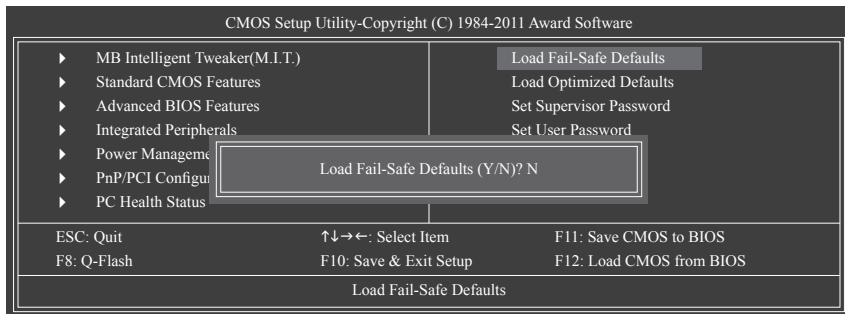 CMOS Setup Utility-Copyright (C) 1984-2011 Award Software
MB Intelligent Tweaker(M.I.T.)
Standard CMOS Features
Advanced BIOS Features
Integrated Peripherals
Power Manageme
PnP/PCI Configur
PC Health Status
Load Fail-Safe Defaults
Load Optimized Defaults
Set Supervisor Password
Set User Password
Load Fail-Safe Defaults (Y/N)? N
ESC: Quit ↑↓→←: Select Item F11: Save CMOS to BIOS
F8: Q-Flash F10: Save & Exit Setup F12: Load CMOS from BIOS
Load Fail-Safe Defaults